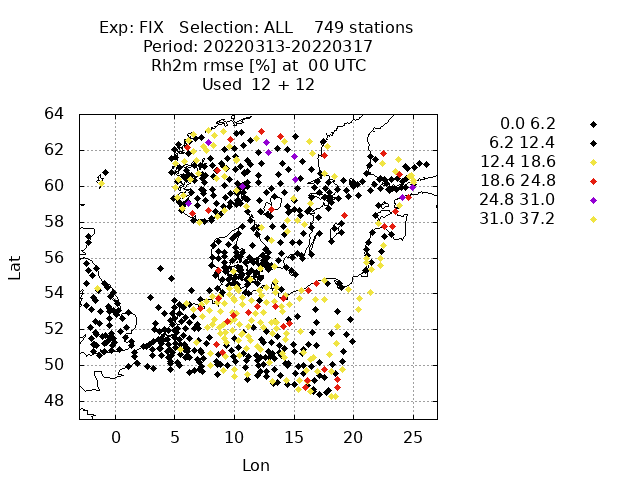 Exp: FIX Selection: ALL 749 stations
Period: 20220313-20220317
Rh2m rmse [%] at 00 UTC
Used 12 + 12
64
62
60
58
56
54
52
50
48
Lat
0 5 10 15 20 25
Lon
0.0 6.2
6.2 12.4
12.4 18.6
18.6 24.8
24.8 31.0
31.0 37.2